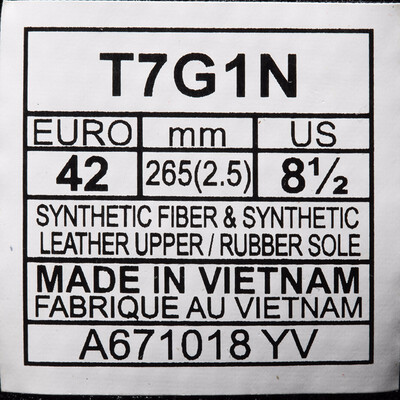 T7G1N
EURO mm US
42 265(2.5) 8½
SYNTHETIC FIBER & SYNTHETIC
LEATHER UPPER / RUBBER SOLE
MADE IN VIETNAM
FABRIQUE AU VIETNAM
A671018 YV